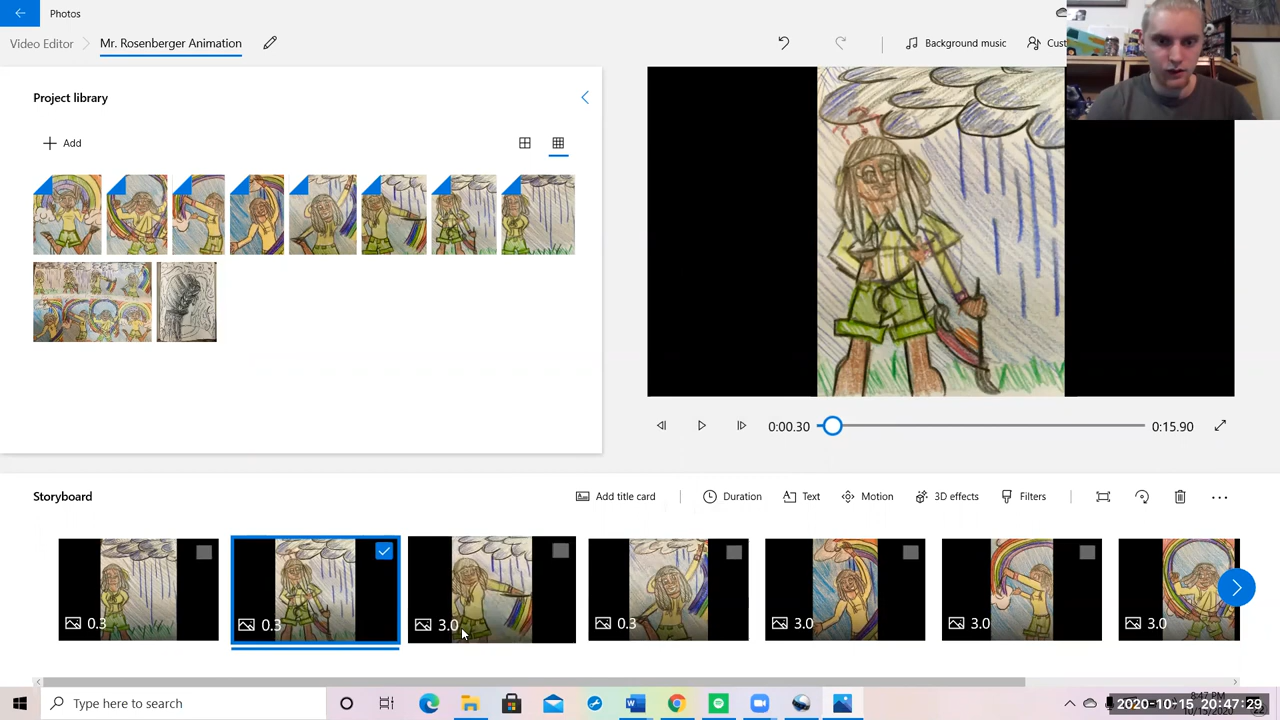 Photos
Video Editor
Mr. Rosenberger Animation
Background music
Project library
Add
0:00.30
0:15.90
Storyboard
Add title card
Duration
Text
Motion
3D effects
Filters
0.3
0.3
3.0
0.3
3.0
3.0
3.0
Type here to search
2020-10-15 20:47:29